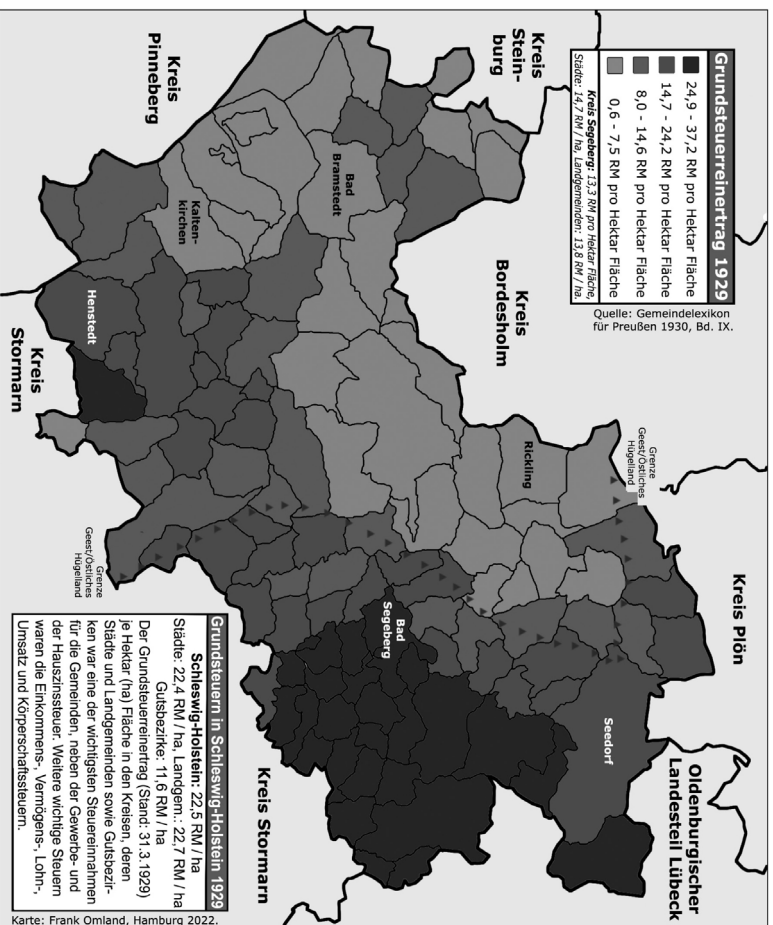 Grundsteuerreinertrag 1929
24,9 - 37,2 RM pro Hektar Fläche
14,7 - 24,2 RM pro Hektar Fläche
8,0 - 14,6 RM pro Hektar Fläche
0,6 - 7,5 RM pro Hektar Fläche
Kreis Segeberg: 13,3 RM pro Hektar Fläche,
Städte: 14,7 RM / ha, Landgemeinden: 13,8 RM / ha.
Quelle: Gemeindelexikon
für Preußen 1930, Bd. IX.
Kreis
Stein-
burg
Kreis
Pinneberg
Kreis
Bordesholm
Kreis Plön
Oldenburgischer
Landesteil Lübeck
Grenze
Geest/Östliches
Hügelland
Bad
Bramstedt
Kalten-
kirchen
Rickling
Seedorf
Henstedt
Bad
Segeberg
Kreis
Stormarn
Grenze
Geest/Östliches
Hügelland
Kreis Stormarn
Grundsteuern in Schleswig-Holstein 1929
Schleswig-Holstein: 22,5 RM / ha
Städte: 22,4 RM / ha, Landgem.: 22,7 RM / ha
Gutsbezirke: 11,6 RM / ha
Der Grundsteuerreinertrag (Stand: 31.3.1929)
je Hektar (ha) Fläche in den Kreisen, deren
Städte und Landgemeinden sowie Gutsbezir-
ken war eine der wichtigsten Steuereinnahmen
für die Gemeinden, neben der Gewerbe- und
der Hauszinssteuer. Weitere wichtige Steuern
waren die Einkommens-, Vermögens-, Lohn-,
Umsatz und Körperschaftssteuern.
Karte: Frank Omland, Hamburg 2022.